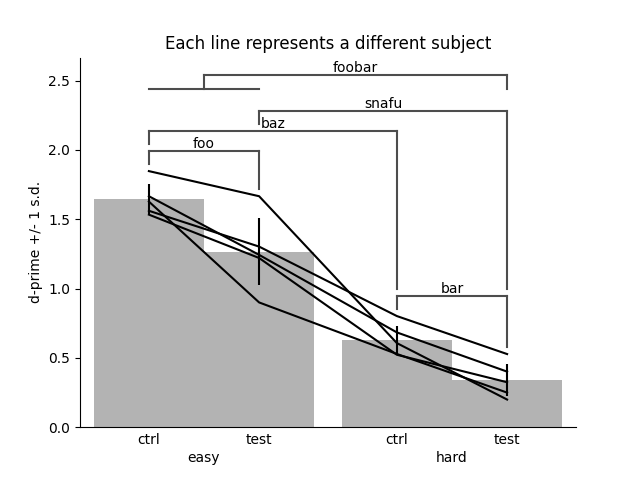 Each line represents a different subject
foobar
snafu
baz
foo
bar
d-prime +/- 1 s.d.
2.5
2.0
1.5
1.0
0.5
0.0
ctrl test ctrl test
easy hard